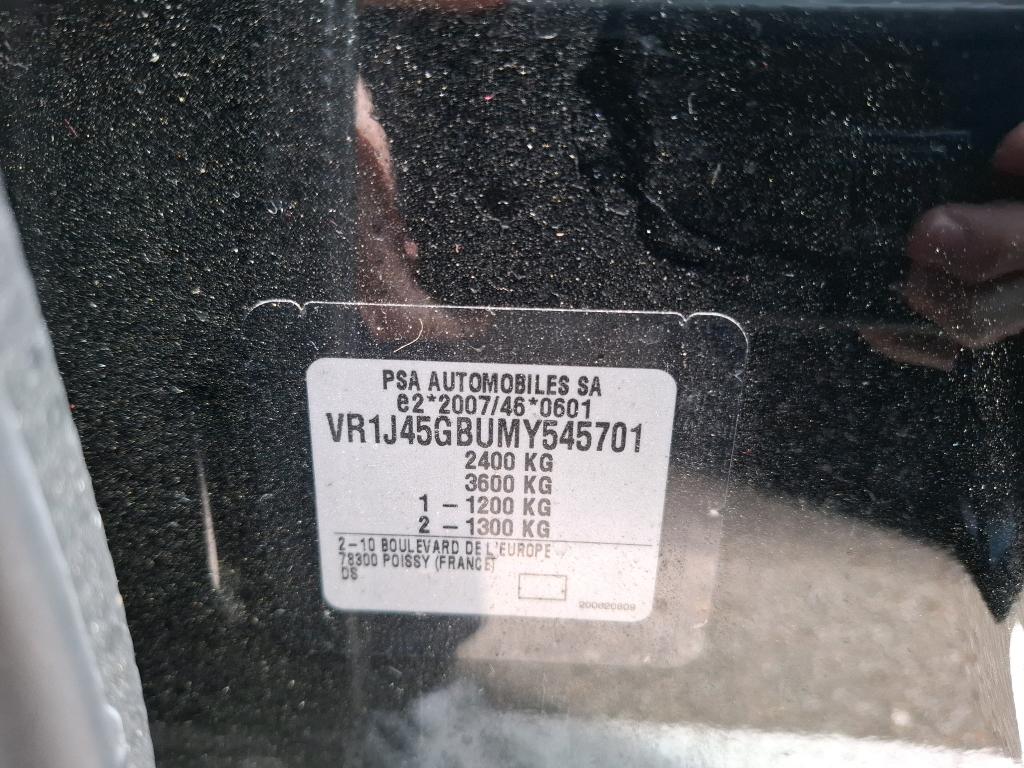 PSA AUTOMOBILES SA
e2*2007/46*0601
VR1J45GBUMY545701
2400 KG
3600 KG
1 – 1200 KG
2 – 1300 KG
2–10 BOULEVARD DE L'EUROPE
78300 POISSY (FRANCE)
DS
200620809